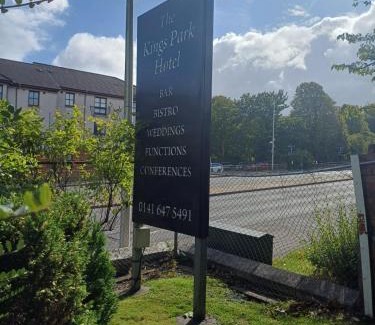 The
Kings Park
Hotel
BAR
BISTRO
WEDDINGS
FUNCTIONS
CONFERENCES
0141 647 5491